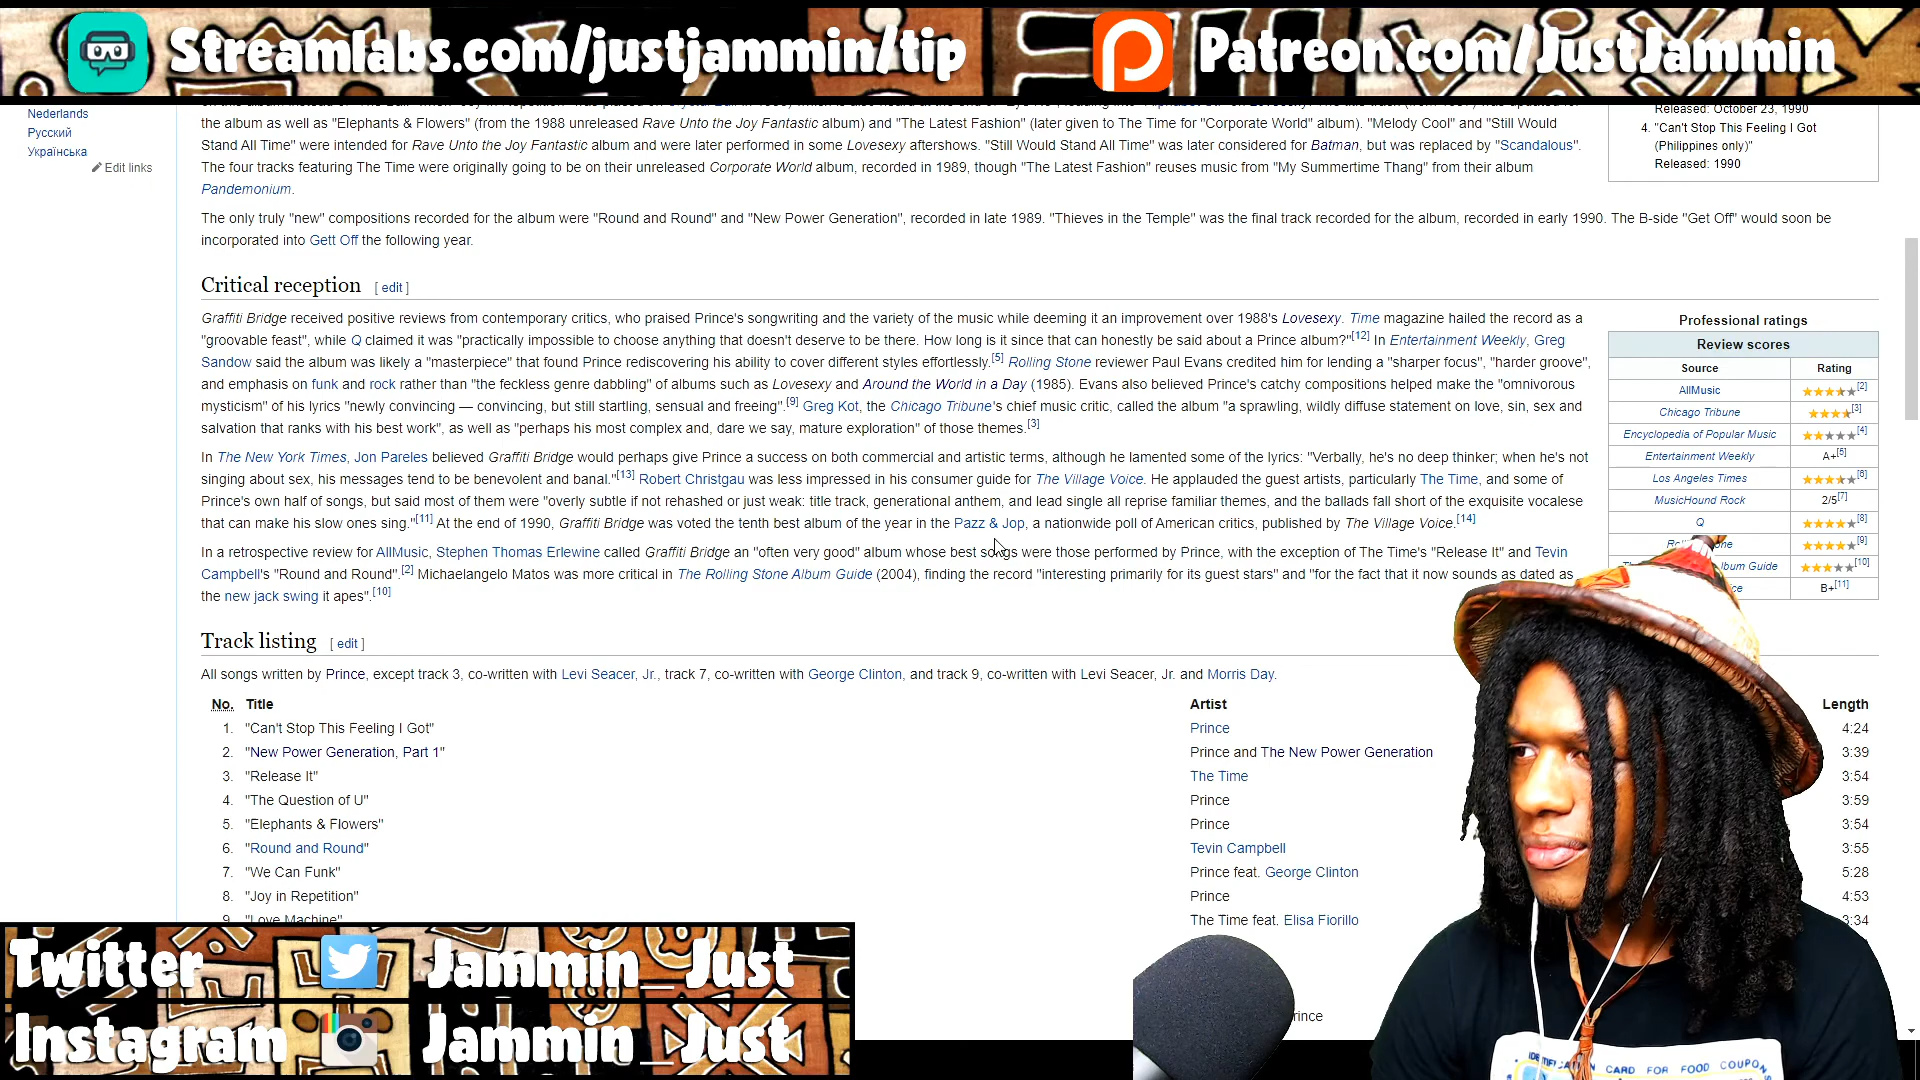 Streamlabs.com/justjammin/tip
Patreon.com/JustJammin
Nederlands
Русский
Українська
Edit links
the album as well as "Elephants & Flowers" (from the 1988 unreleased Rave Unto the Joy Fantastic album) and "The Latest Fashion" (later given to The Time for "Corporate World" album). "Melody Cool" and "Still Would
Stand All Time" were intended for Rave Unto the Joy Fantastic album and were later performed in some Lovesexy aftershows. "Still Would Stand All Time" was later considered for Batman, but was replaced by "Scandalous".
The four tracks featuring The Time were originally going to be on their unreleased Corporate World album, recorded in 1989, though "The Latest Fashion" reuses music from "My Summertime Thang" from their album
Pandemonium.
The only truly "new" compositions recorded for the album were "Round and Round" and "New Power Generation", recorded in late 1989. "Thieves in the Temple" was the final track recorded for the album, recorded in early 1990. The B-side "Get Off" would soon be
incorporated into Gett Off the following year.
Released: October 23, 1990
4. "Can't Stop This Feeling I Got
(Philippines only)"
Released: 1990
Critical reception [ edit ]
Graffiti Bridge received positive reviews from contemporary critics, who praised Prince's songwriting and the variety of the music while deeming it an improvement over 1988's Lovesexy. Time magazine hailed the record as a
"groovable feast", while Q claimed it was "practically impossible to choose anything that doesn't deserve to be there. How long is it since that can honestly be said about a Prince album?"[12] In Entertainment Weekly, Greg
Sandow said the album was likely a "masterpiece" that found Prince rediscovering his ability to cover different styles effortlessly.[5] Rolling Stone reviewer Paul Evans credited him for lending a "sharper focus", "harder groove",
and emphasis on funk and rock rather than "the feckless genre dabbling" of albums such as Lovesexy and Around the World in a Day (1985). Evans also believed Prince's catchy compositions helped make the "omnivorous
mysticism" of his lyrics "newly convincing — convincing, but still startling, sensual and freeing".[9] Greg Kot, the Chicago Tribune's chief music critic, called the album "a sprawling, wildly diffuse statement on love, sin, sex and
salvation that ranks with his best work", as well as "perhaps his most complex and, dare we say, mature exploration" of those themes.[3]
In The New York Times, Jon Pareles believed Graffiti Bridge would perhaps give Prince a success on both commercial and artistic terms, although he lamented some of the lyrics: "Verbally, he's no deep thinker; when he's not
singing about sex, his messages tend to be benevolent and banal."[13] Robert Christgau was less impressed in his consumer guide for The Village Voice. He applauded the guest artists, particularly The Time, and some of
Prince's own half of songs, but said most of them were "overly subtle if not rehashed or just weak: title track, generational anthem, and lead single all reprise familiar themes, and the ballads fall short of the exquisite vocalese
that can make his slow ones sing."[11] At the end of 1990, Graffiti Bridge was voted the tenth best album of the year in the Pazz & Jop, a nationwide poll of American critics, published by The Village Voice.[14]
In a retrospective review for AllMusic, Stephen Thomas Erlewine called Graffiti Bridge an "often very good" album whose best songs were those performed by Prince, with the exception of The Time's "Release It" and Tevin
Campbell's "Round and Round".[2] Michaelangelo Matos was more critical in The Rolling Stone Album Guide (2004), finding the record "interesting primarily for its guest stars" and "for the fact that it now sounds as dated as
the new jack swing it apes".[10]
Professional ratings
Review scores
Source Rating
AllMusic [2]
Chicago Tribune [3]
Encyclopedia of Popular Music [4]
Entertainment Weekly A+[5]
Los Angeles Times [6]
MusicHound Rock 2/5[7]
Q [8]
[9]
lbum Guide [10]
B+[11]
Track listing [ edit ]
All songs written by Prince, except track 3, co-written with Levi Seacer, Jr., track 7, co-written with George Clinton, and track 9, co-written with Levi Seacer, Jr. and Morris Day.
No. Title Artist Length
1. "Can't Stop This Feeling I Got" Prince 4:24
2. "New Power Generation, Part 1" Prince and The New Power Generation 3:39
3. "Release It" The Time 3:54
4. "The Question of U" Prince 3:59
5. "Elephants & Flowers" Prince 3:54
6. "Round and Round" Tevin Campbell 3:55
7. "We Can Funk" Prince feat. George Clinton 5:28
8. "Joy in Repetition" Prince 4:53
9. "Love Machine" The Time feat. Elisa Fiorillo 3:34
rince
Twitter Jammin_Just
Instagram Jammin_Just
CARD FOR FOOD COUPONS